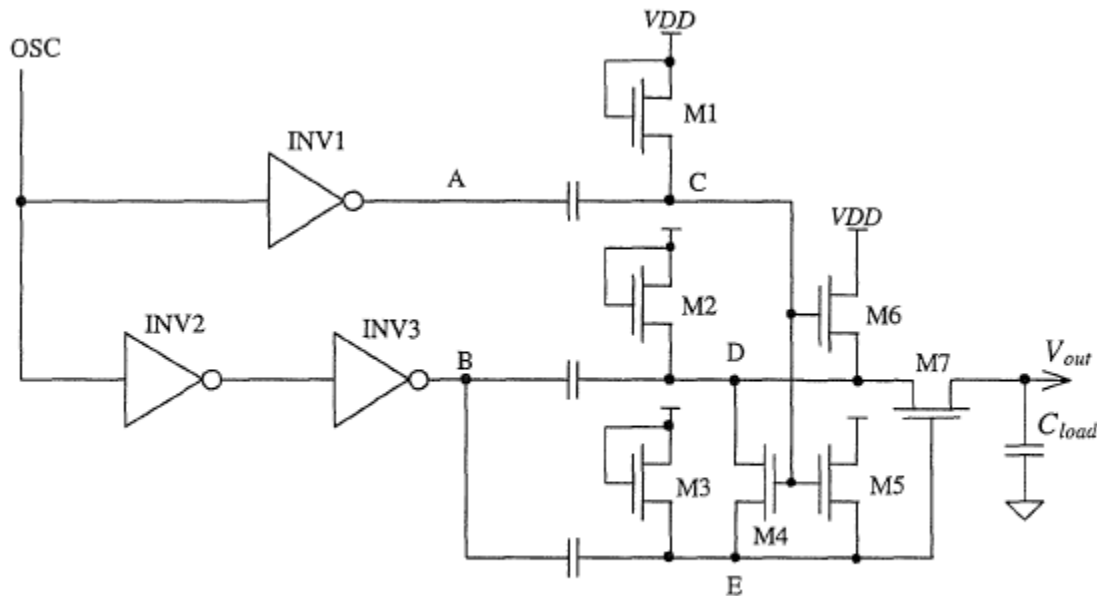 VDD
OSC
M1
INV1
A
C
VDD
M2
M6
INV2
INV3
B
D
M7
Vout
Cload
M3
M4
M5
E